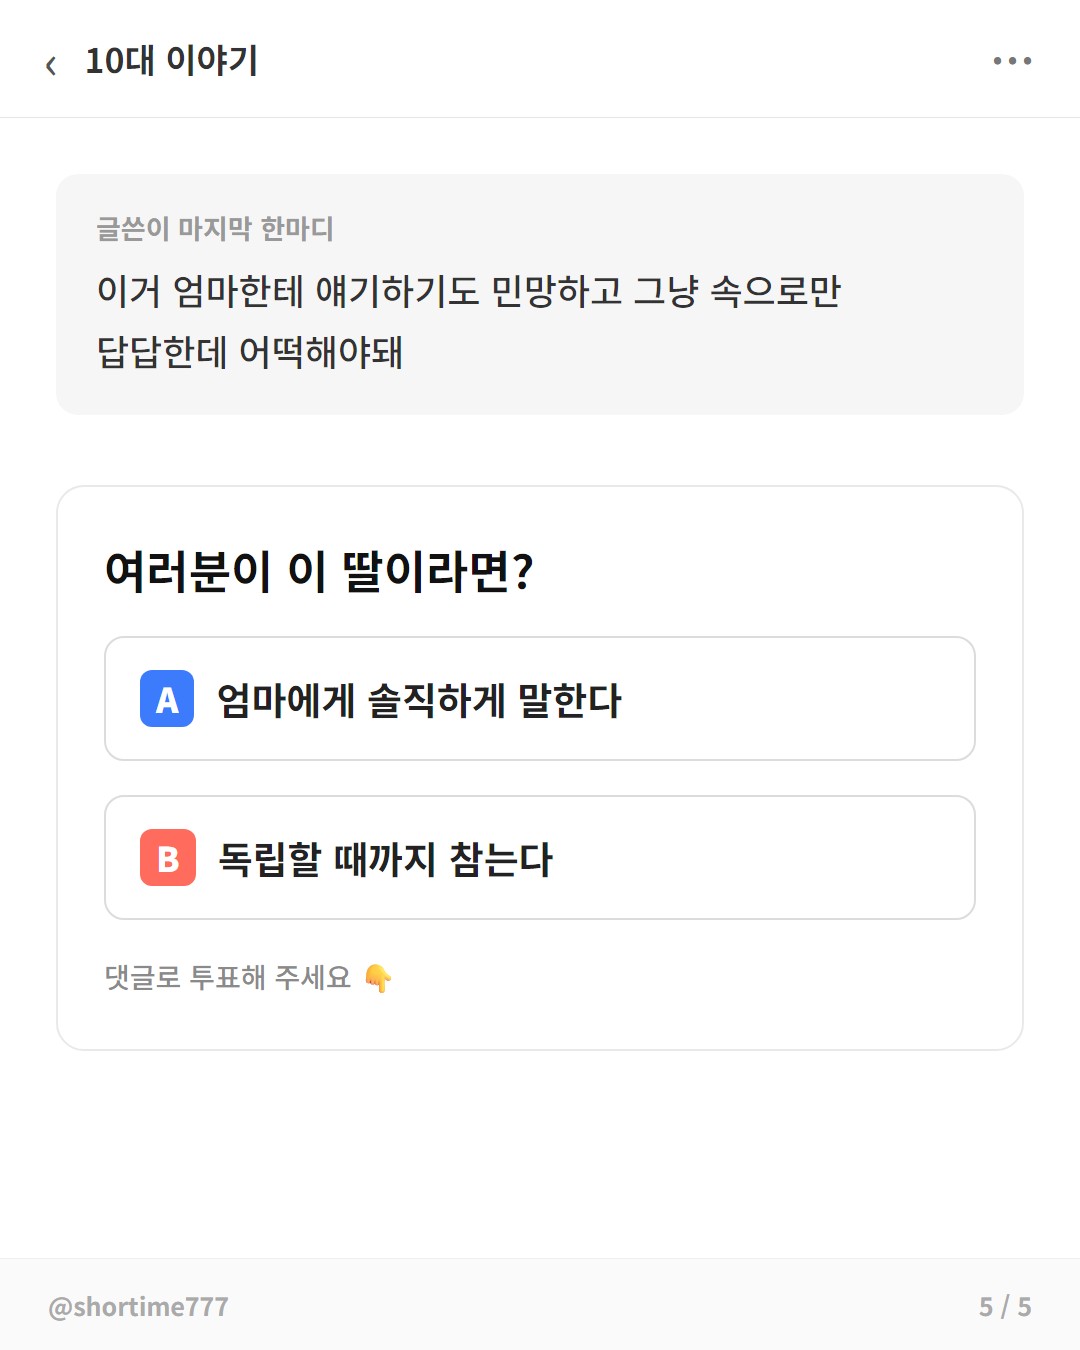 ‹ 10대 이야기 •••
글쓴이 마지막 한마디
이거 엄마한테 얘기하기도 민망하고 그냥 속으로만
답답한데 어떡해야돼
여러분이 이 딸이라면?
A 엄마에게 솔직하게 말한다
B 독립할 때까지 참는다
댓글로 투표해 주세요 👇
@shortime777 5 / 5